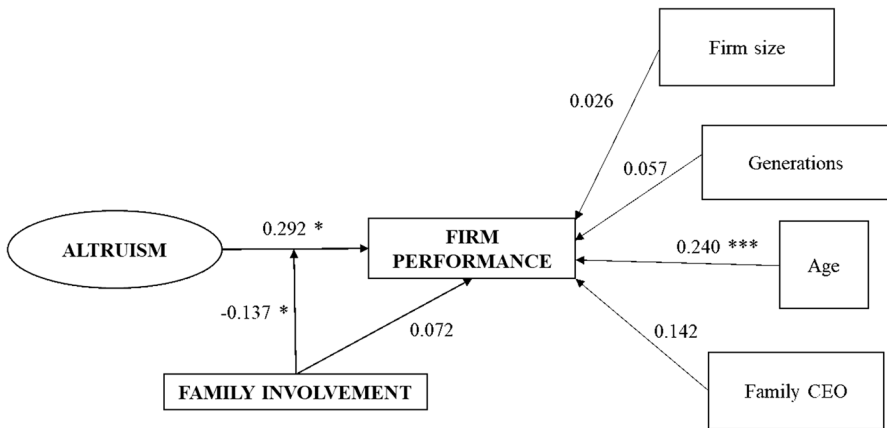 Firm size
0.026
Generations
0.057
0.292 *
FIRM
PERFORMANCE
ALTRUISM
0.240 ***
Age
-0.137 *
0.072
0.142
FAMILY INVOLVEMENT
Family CEO